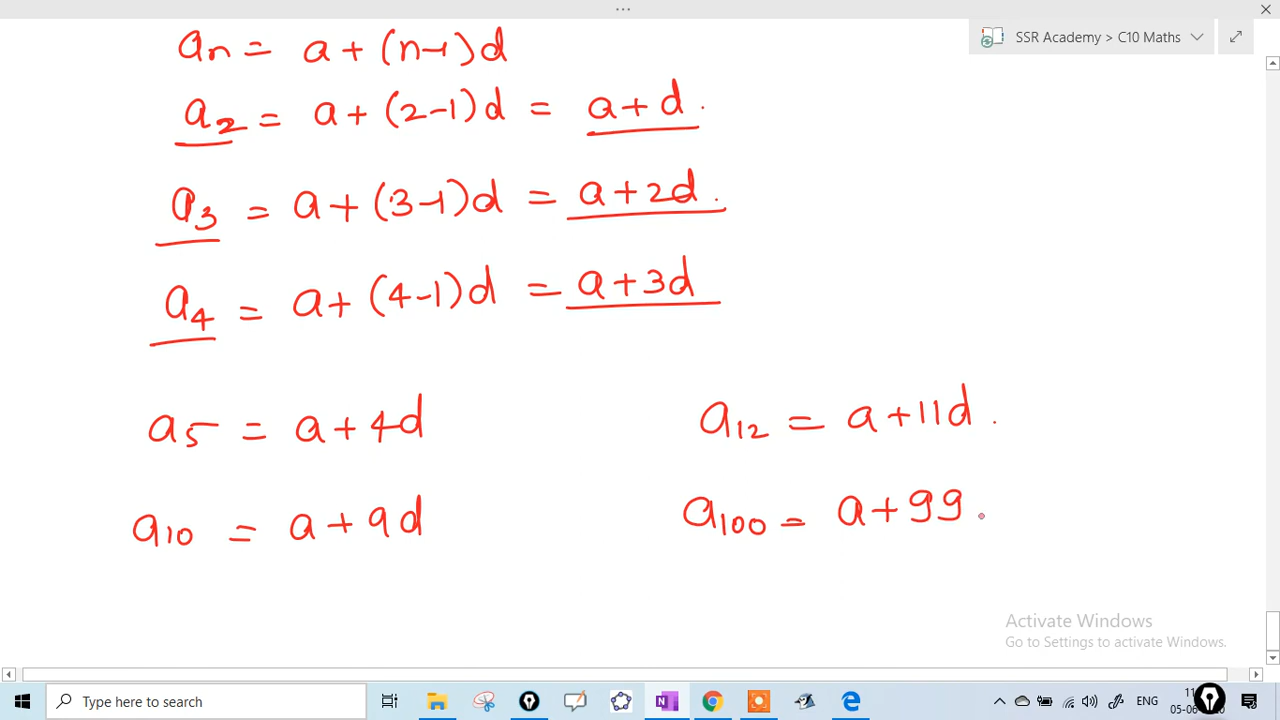 SSR Academy > C10 Maths
an = a + (n-1)d
a2 = a + (2-1)d = a + d .
a3 = a + (3-1)d = a + 2d .
a4 = a + (4-1)d = a + 3d
a5 = a + 4d
a12 = a + 11d .
a10 = a + 9d
a100 = a + 99
Activate Windows
Go to Settings to activate Windows.
Type here to search
ENG